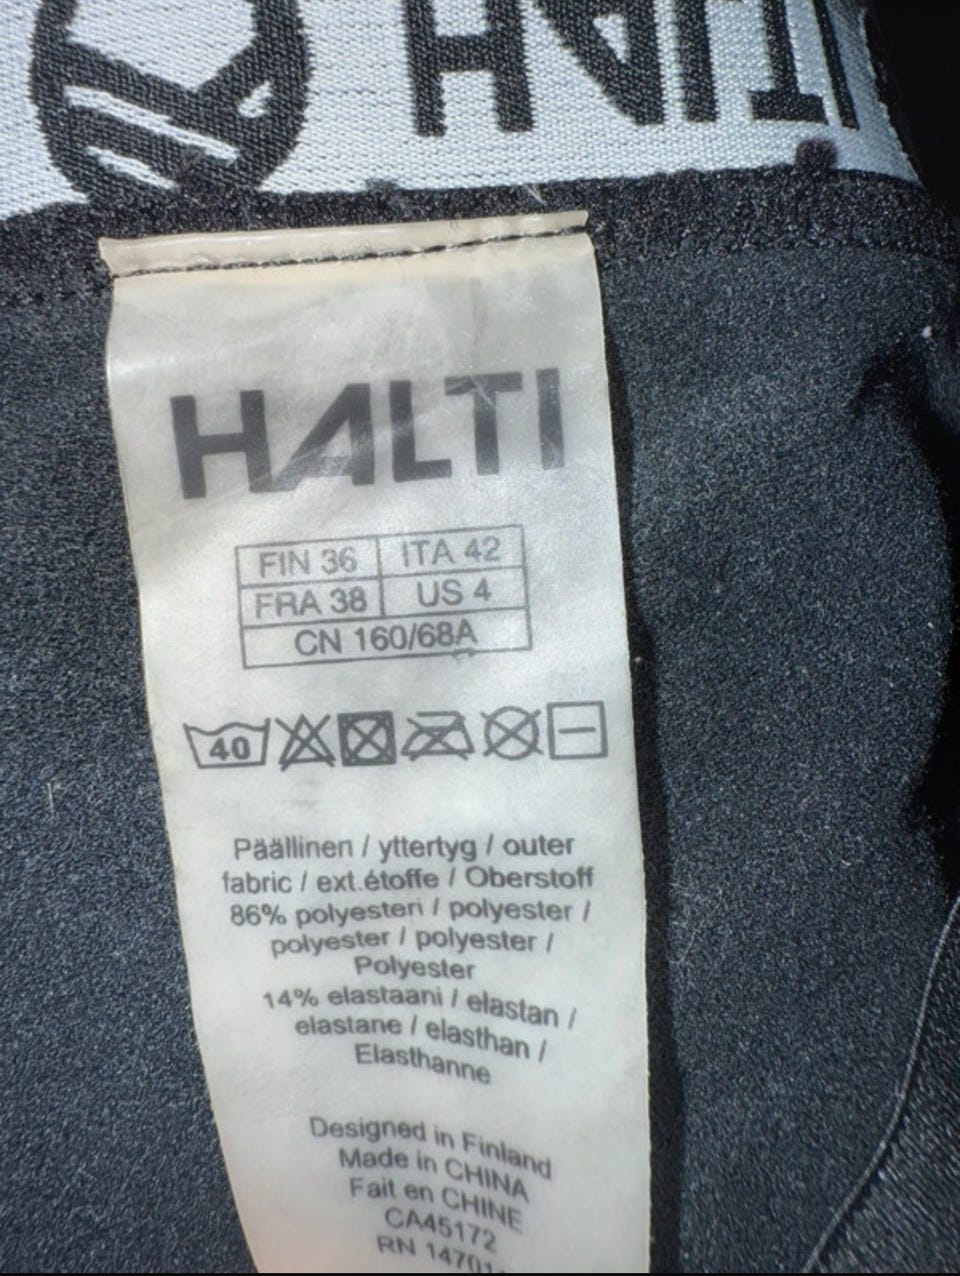 HALTI
HALTI
FIN 36 ITA 42
FRA 38 US 4
CN 160/68A
40
Päällinen / yttertyg / outer
fabric / ext.étoffe / Oberstoff
86% polyesteri / polyester /
polyester / polyester /
Polyester
14% elastaani / elastan /
elastane / elasthan /
Elasthanne
Designed in Finland
Made in CHINA
Fait en CHINE
CA45172
RN